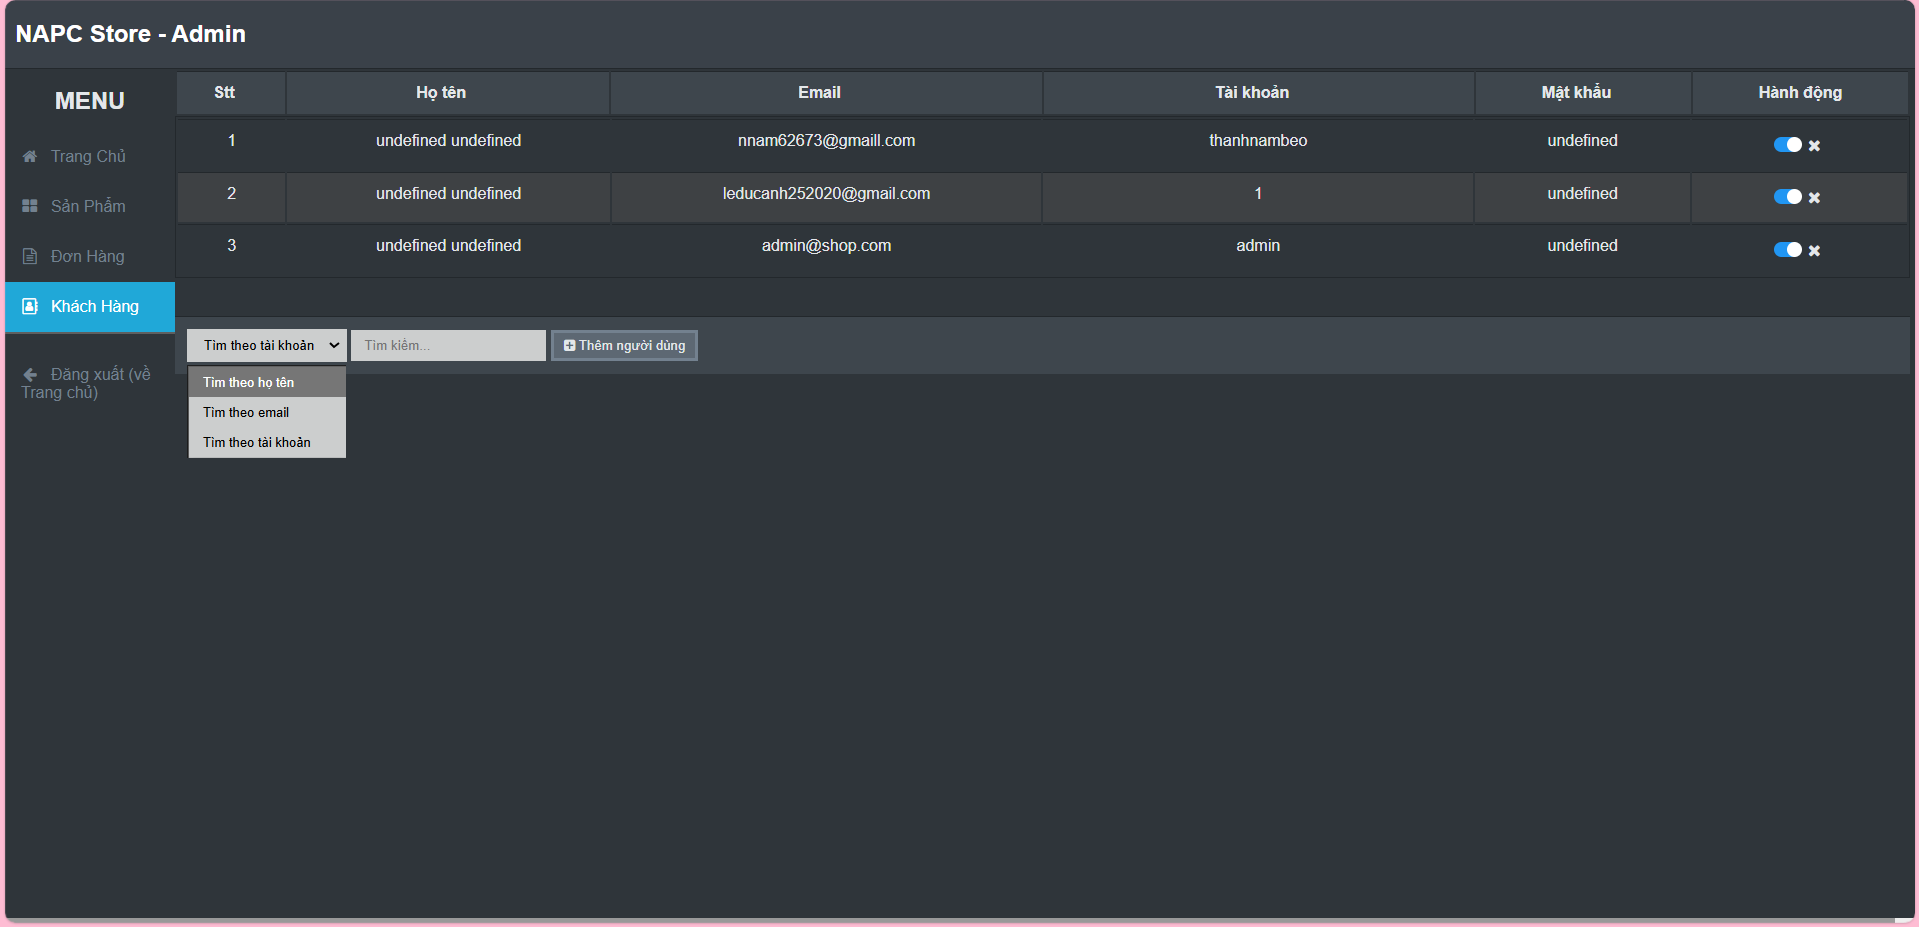 NAPC Store - Admin
MENU
Trang Chủ
Sản Phẩm
Đơn Hàng
Khách Hàng
Đăng xuất (về
Trang chủ)
Stt Họ tên Email Tài khoản Mật khẩu Hành động
1 undefined undefined nnam62673@gmaill.com thanhnambeo undefined
2 undefined undefined leducanh252020@gmail.com 1 undefined
3 undefined undefined admin@shop.com admin undefined
Tìm theo tài khoản Tìm kiếm... Thêm người dùng
Tìm theo họ tên
Tìm theo email
Tìm theo tài khoản